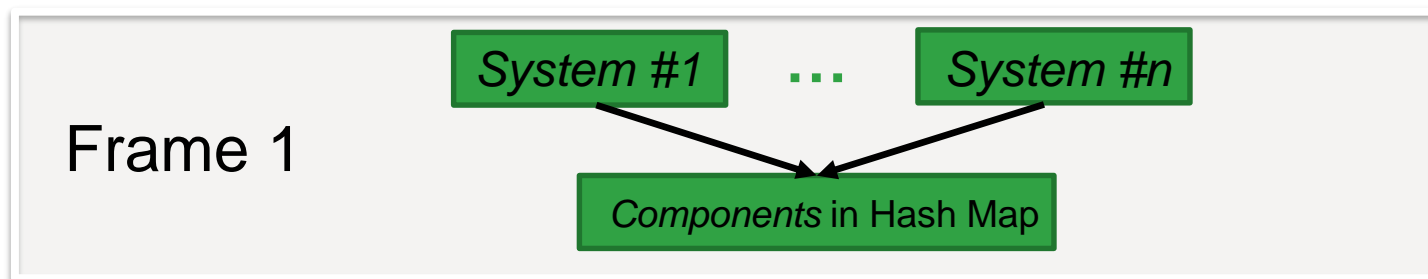 System #1 ... System #n
Frame 1
Components in Hash Map